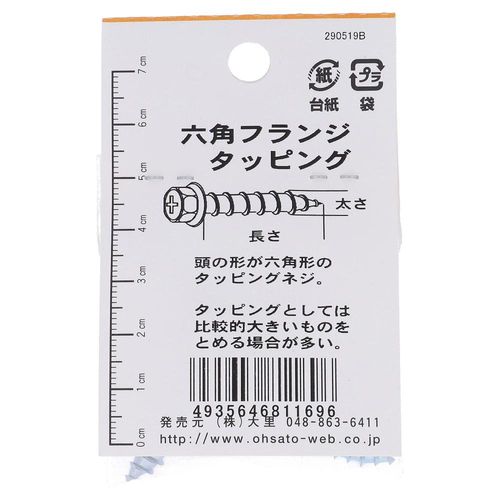 290519B
紙
プラ
台紙 袋
六角フランジ
タッピング
太さ
長さ
頭の形が六角形の
タッピングネジ。
タッピングとしては
比較的大きいものを
とめる場合が多い。
4935646811696
発売元 (株)大里 048-863-6411
http://www.ohsato-web.co.jp
7cm
6cm
5cm
4cm
3cm
2cm
1cm
0cm